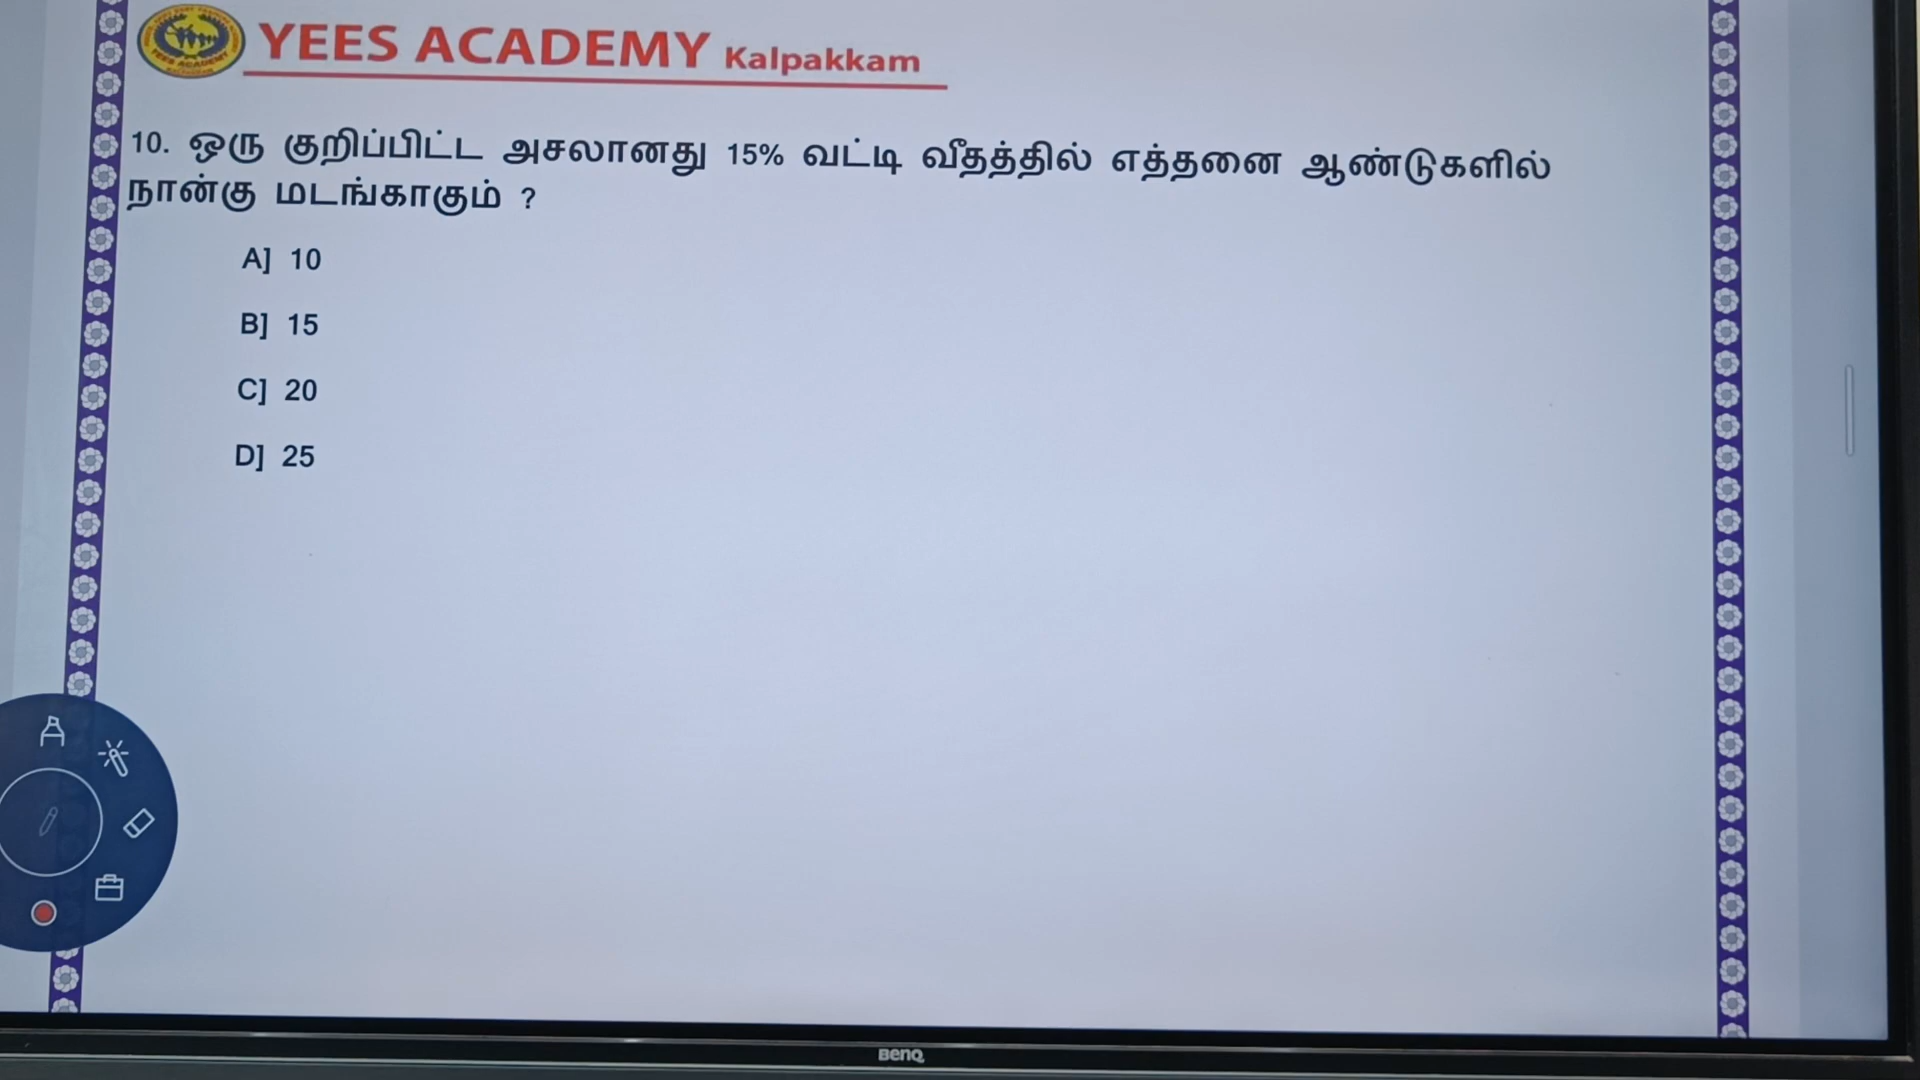 YEES ACADEMY Kalpakkam
10. ஒரு குறிப்பிட்ட அசலானது 15% வட்டி வீதத்தில் எத்தனை ஆண்டுகளில்
நான்கு மடங்காகும் ?
A] 10
B] 15
C] 20
D] 25
BenQ